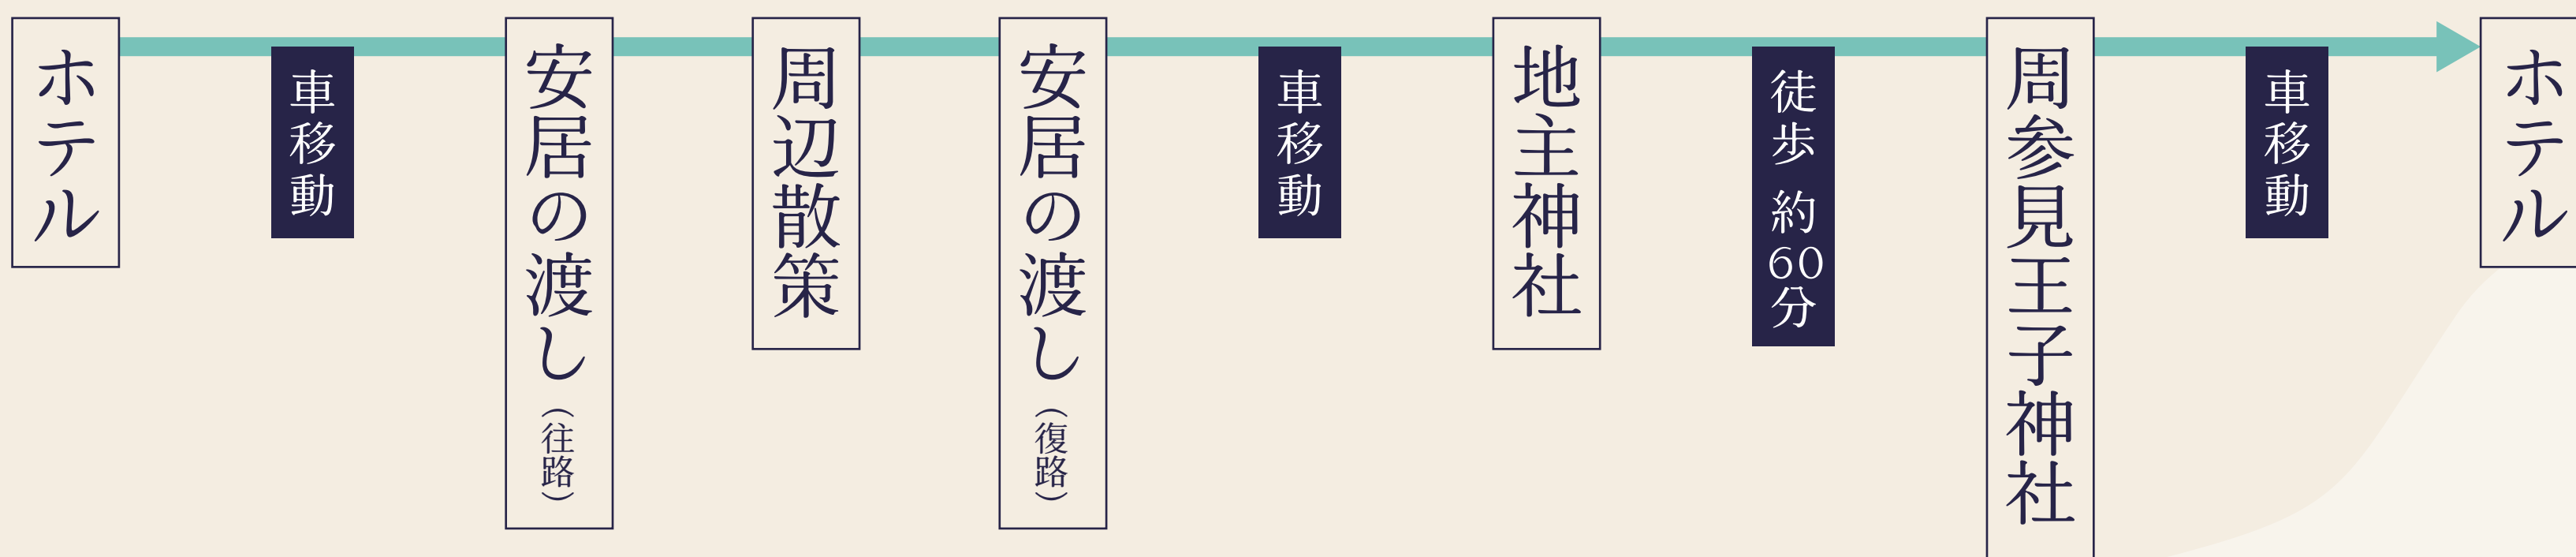 ホテル
車移動
安居の渡し（往路）
周辺散策
安居の渡し（復路）
車移動
地主神社
徒歩 約60分
周参見王子神社
車移動
ホテル